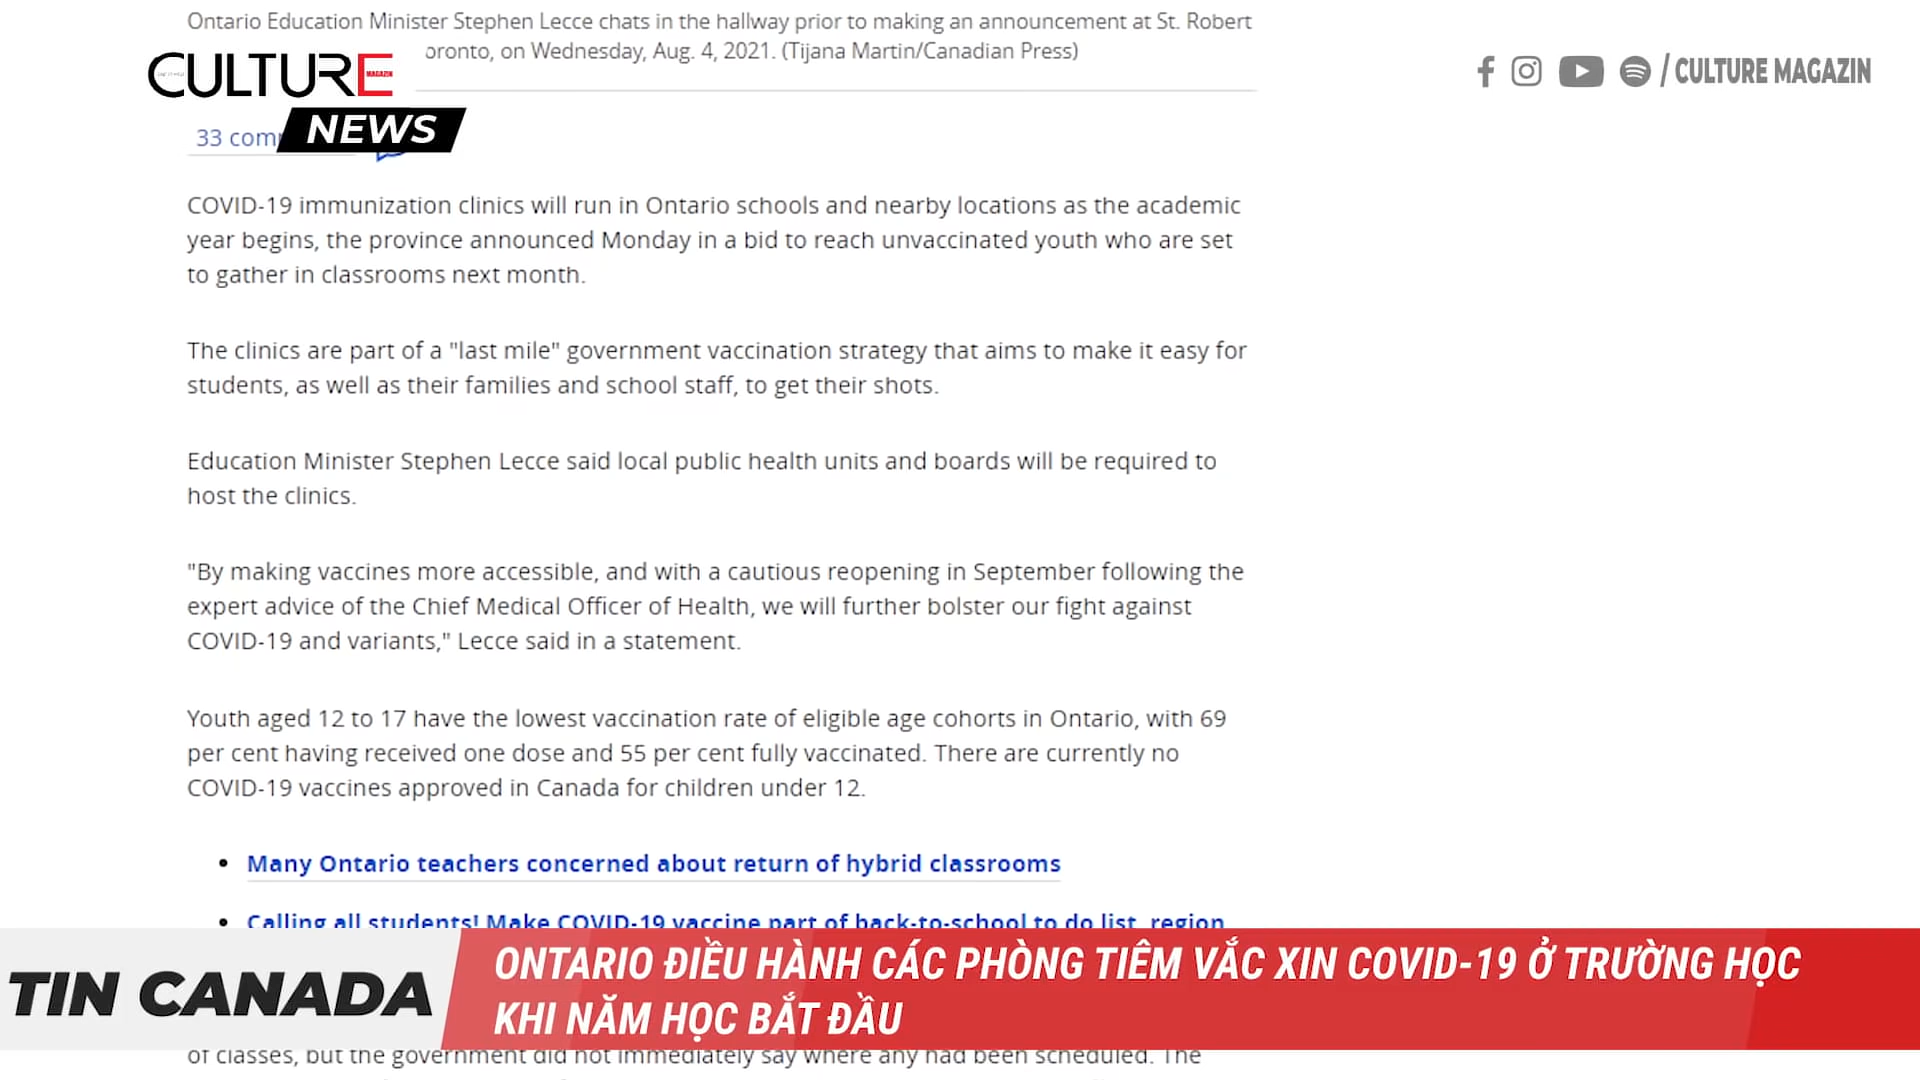 Ontario Education Minister Stephen Lecce chats in the hallway prior to making an announcement at St. Robert
oronto, on Wednesday, Aug. 4, 2021. (Tijana Martin/Canadian Press)
CULTURE
MAGAZIN
NEWS
/ CULTURE MAGAZIN
33 com
COVID-19 immunization clinics will run in Ontario schools and nearby locations as the academic
year begins, the province announced Monday in a bid to reach unvaccinated youth who are set
to gather in classrooms next month.
The clinics are part of a "last mile" government vaccination strategy that aims to make it easy for
students, as well as their families and school staff, to get their shots.
Education Minister Stephen Lecce said local public health units and boards will be required to
host the clinics.
"By making vaccines more accessible, and with a cautious reopening in September following the
expert advice of the Chief Medical Officer of Health, we will further bolster our fight against
COVID-19 and variants," Lecce said in a statement.
Youth aged 12 to 17 have the lowest vaccination rate of eligible age cohorts in Ontario, with 69
per cent having received one dose and 55 per cent fully vaccinated. There are currently no
COVID-19 vaccines approved in Canada for children under 12.
• Many Ontario teachers concerned about return of hybrid classrooms
• Calling all students! Make COVID-19 vaccine part of back-to-school to do list, region
TIN CANADA
ONTARIO ĐIỀU HÀNH CÁC PHÒNG TIÊM VẮC XIN COVID-19 Ở TRƯỜNG HỌC
KHI NĂM HỌC BẮT ĐẦU
of classes, but the government did not immediately say where any had been scheduled. The